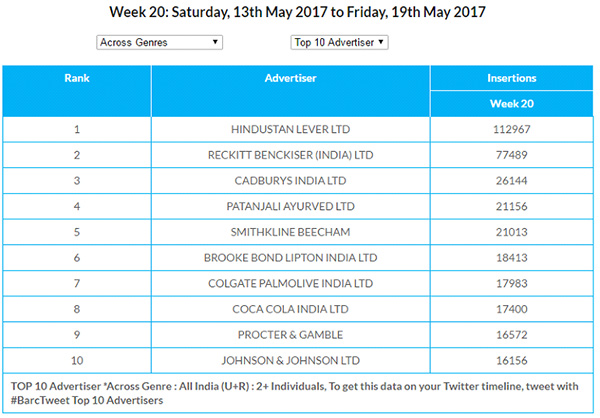 Week 20: Saturday, 13th May 2017 to Friday, 19th May 2017
Across Genres Top 10 Advertiser
Rank Advertiser Insertions
Week 20
1 HINDUSTAN LEVER LTD 112967
2 RECKITT BENCKISER (INDIA) LTD 77489
3 CADBURYS INDIA LTD 26144
4 PATANJALI AYURVED LTD 21156
5 SMITHKLINE BEECHAM 21013
6 BROOKE BOND LIPTON INDIA LTD 18413
7 COLGATE PALMOLIVE INDIA LTD 17983
8 COCA COLA INDIA LTD 17400
9 PROCTER & GAMBLE 16572
10 JOHNSON & JOHNSON LTD 16156
TOP 10 Advertiser *Across Genre : All India (U+R) : 2+ Individuals, To get this data on your Twitter timeline, tweet with
#BarcTweet Top 10 Advertisers